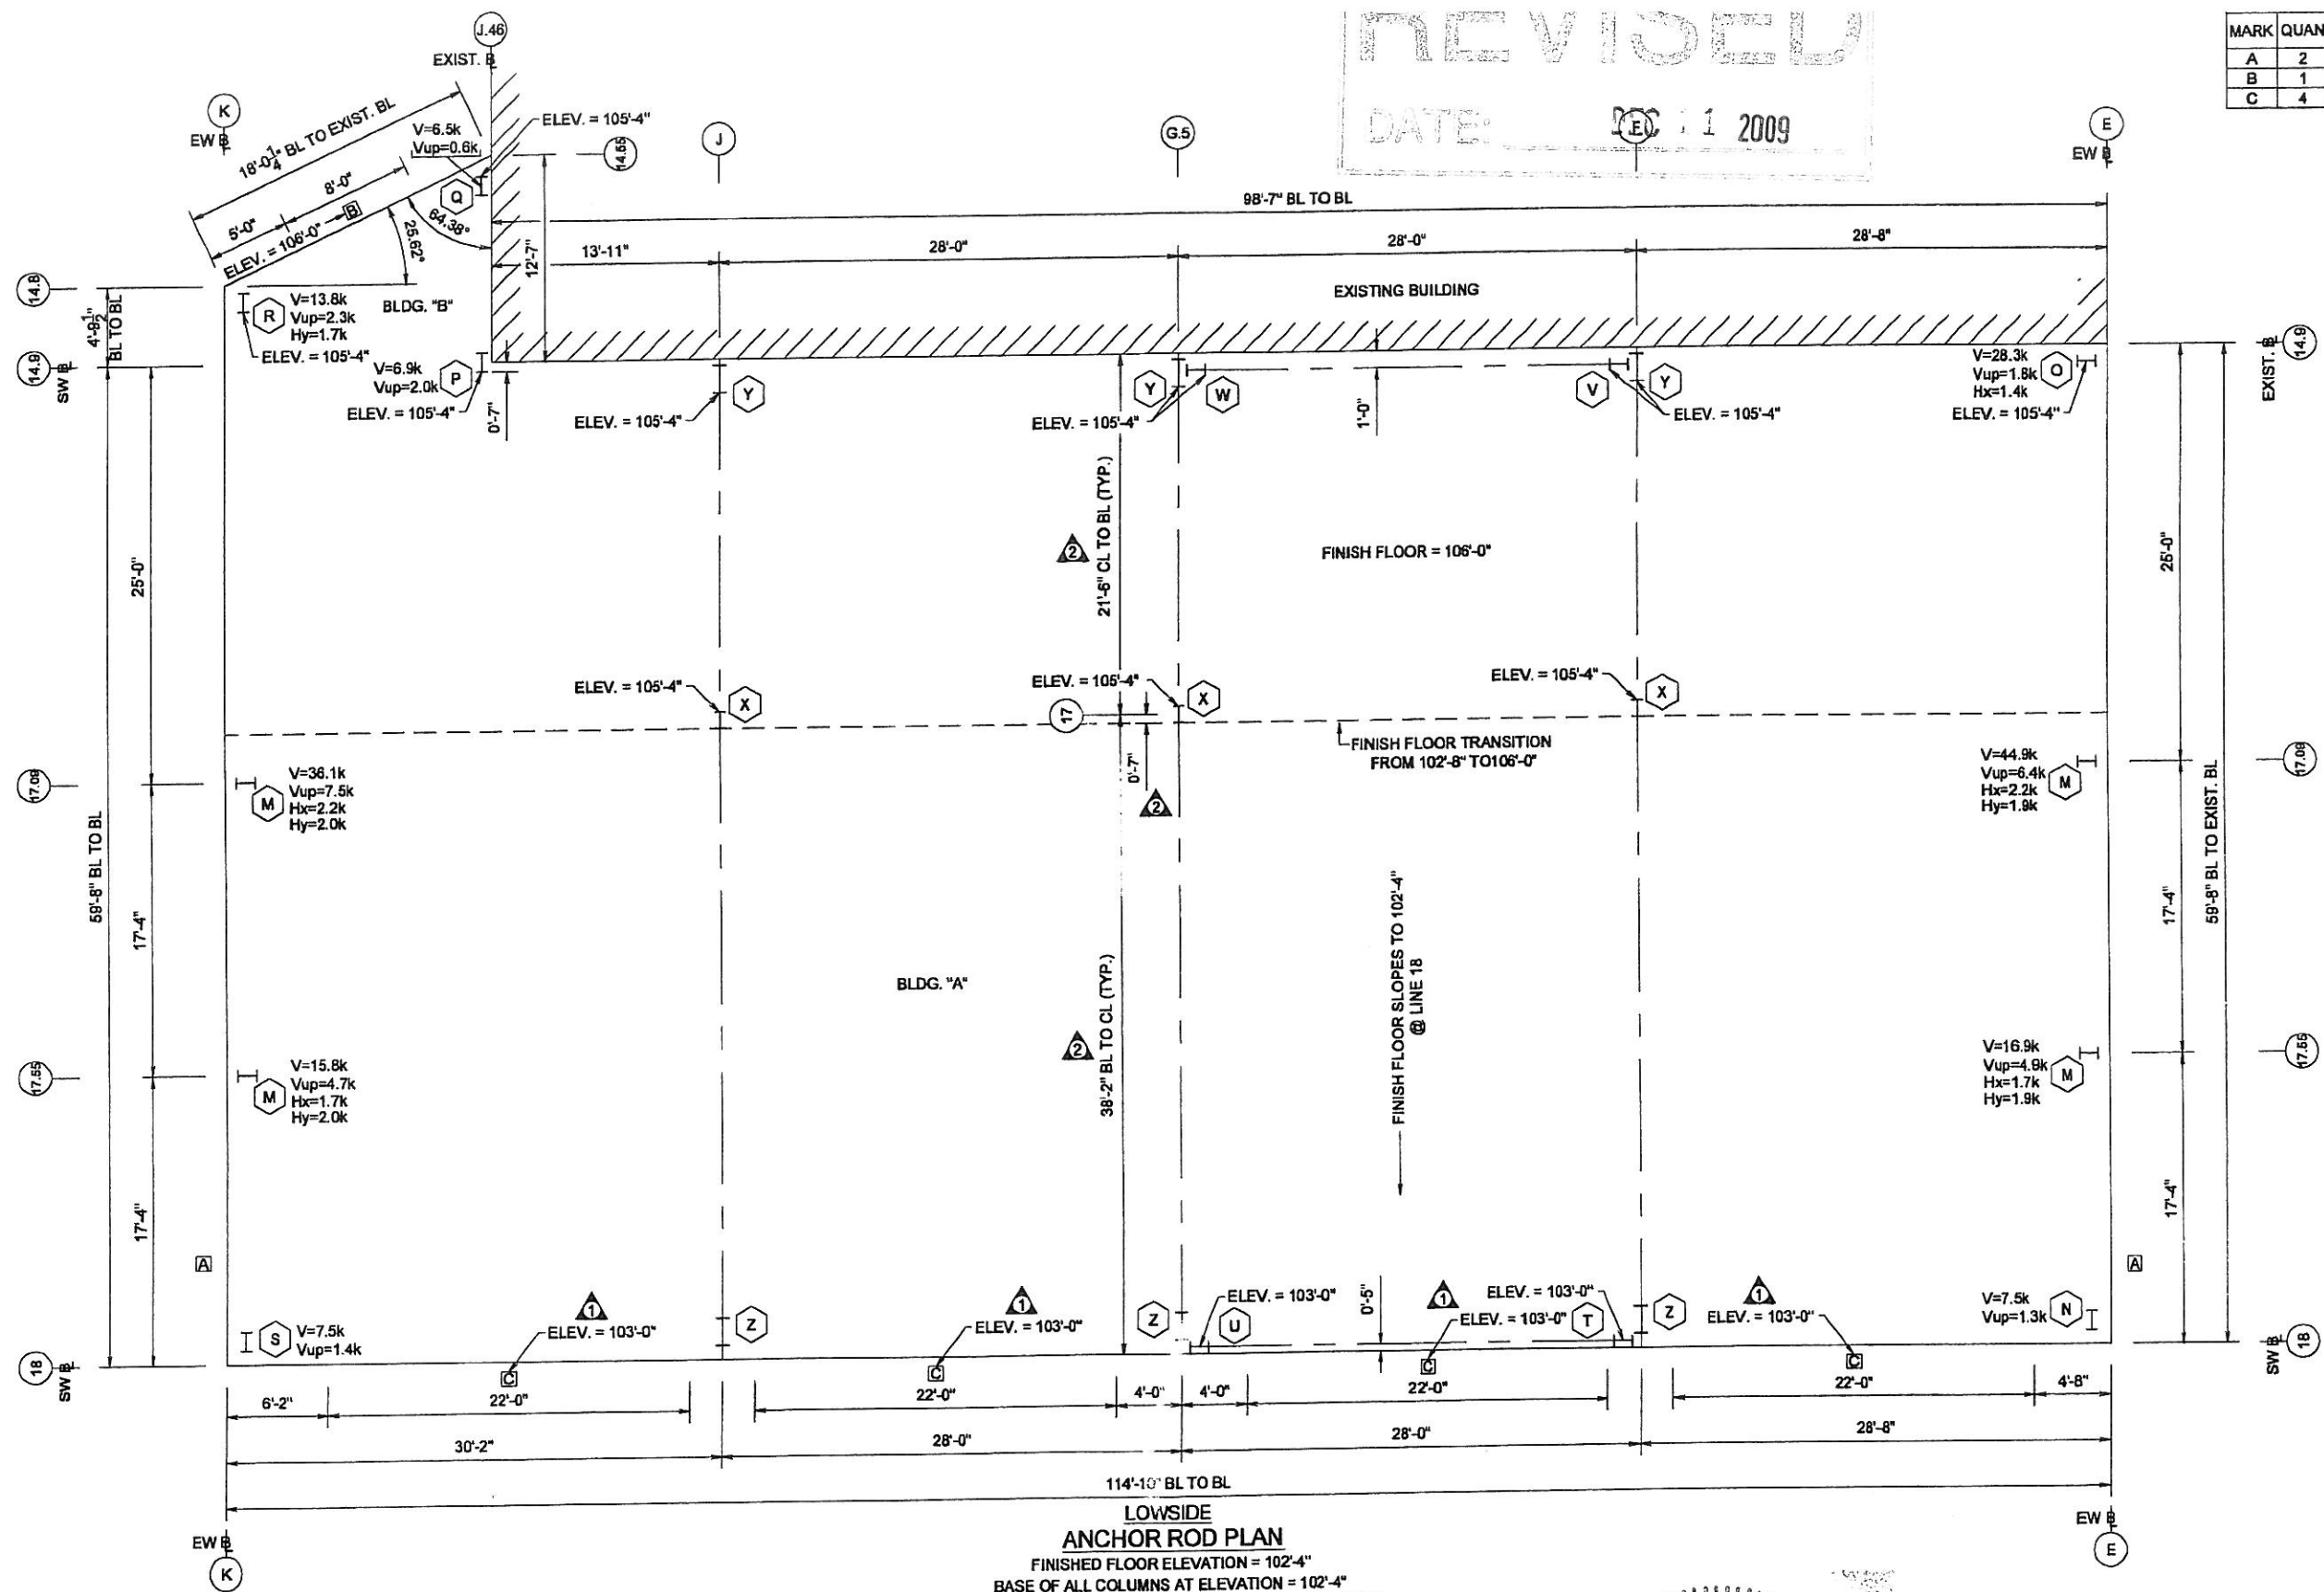 REVISED
DATE: DEC 11 2009
MARK QUAN
A 2
B 1
C 4
J.46
EXIST. BL
K
EW BL
18'-0 1/4" BL TO EXIST. BL
8'-0"
5'-0"
ELEV. = 106'-0"
B
V=6.5k
Vup=0.6k
ELEV. = 105'-4"
Q
14.55
64.38°
25.62°
12'-7"
J
G.5
F
E
EW BL
98'-7" BL TO BL
13'-11"
28'-0"
28'-0"
28'-8"
EXISTING BUILDING
14.8
4'-9 1/2"
BL TO BL
14.9
SW BL
R
V=13.8k
Vup=2.3k
Hy=1.7k
ELEV. = 105'-4"
BLDG. "B"
V=6.9k
Vup=2.0k
P
ELEV. = 105'-4"
0'-7"
Y
ELEV. = 105'-4"
Y
W
ELEV. = 105'-4"
1'-0"
V
Y
ELEV. = 105'-4"
V=28.3k
Vup=1.8k
Hx=1.4k
O
ELEV. = 105'-4"
14.9
EXIST. BL
25'-0"
2
21'-6" CL TO BL (TYP.)
FINISH FLOOR = 106'-0"
25'-0"
ELEV. = 105'-4"
X
ELEV. = 105'-4"
X
ELEV. = 105'-4"
X
17
0'-7"
2
FINISH FLOOR TRANSITION
FROM 102'-8" TO106'-0"
17.09
M
V=36.1k
Vup=7.5k
Hx=2.2k
Hy=2.0k
V=44.9k
Vup=6.4k
Hx=2.2k
Hy=1.9k
M
17.09
59'-8" BL TO BL
17'-4"
BLDG. "A"
2
38'-2" BL TO CL (TYP.)
FINISH FLOOR SLOPES TO 102'-4"
@ LINE 18
17'-4"
59'-8" BL TO EXIST. BL
17.55
M
V=15.8k
Vup=4.7k
Hx=1.7k
Hy=2.0k
V=16.9k
Vup=4.9k
Hx=1.7k
Hy=1.9k
M
17.55
17'-4"
17'-4"
A
A
S
V=7.5k
Vup=1.4k
1
ELEV. = 103'-0"
Z
1
ELEV. = 103'-0"
Z
U
ELEV. = 103'-0"
0'-5"
1
ELEV. = 103'-0"
ELEV. = 103'-0"
T
Z
1
ELEV. = 103'-0"
V=7.5k
Vup=1.3k
N
18
SW BL
C
C
C
C
18
SW BL
6'-2"
22'-0"
22'-0"
4'-0"
4'-0"
22'-0"
22'-0"
4'-8"
30'-2"
28'-0"
28'-0"
28'-8"
114'-10" BL TO BL
EW BL
K
EW BL
E
LOWSIDE
ANCHOR ROD PLAN
FINISHED FLOOR ELEVATION = 102'-4"
BASE OF ALL COLUMNS AT ELEVATION = 102'-4"